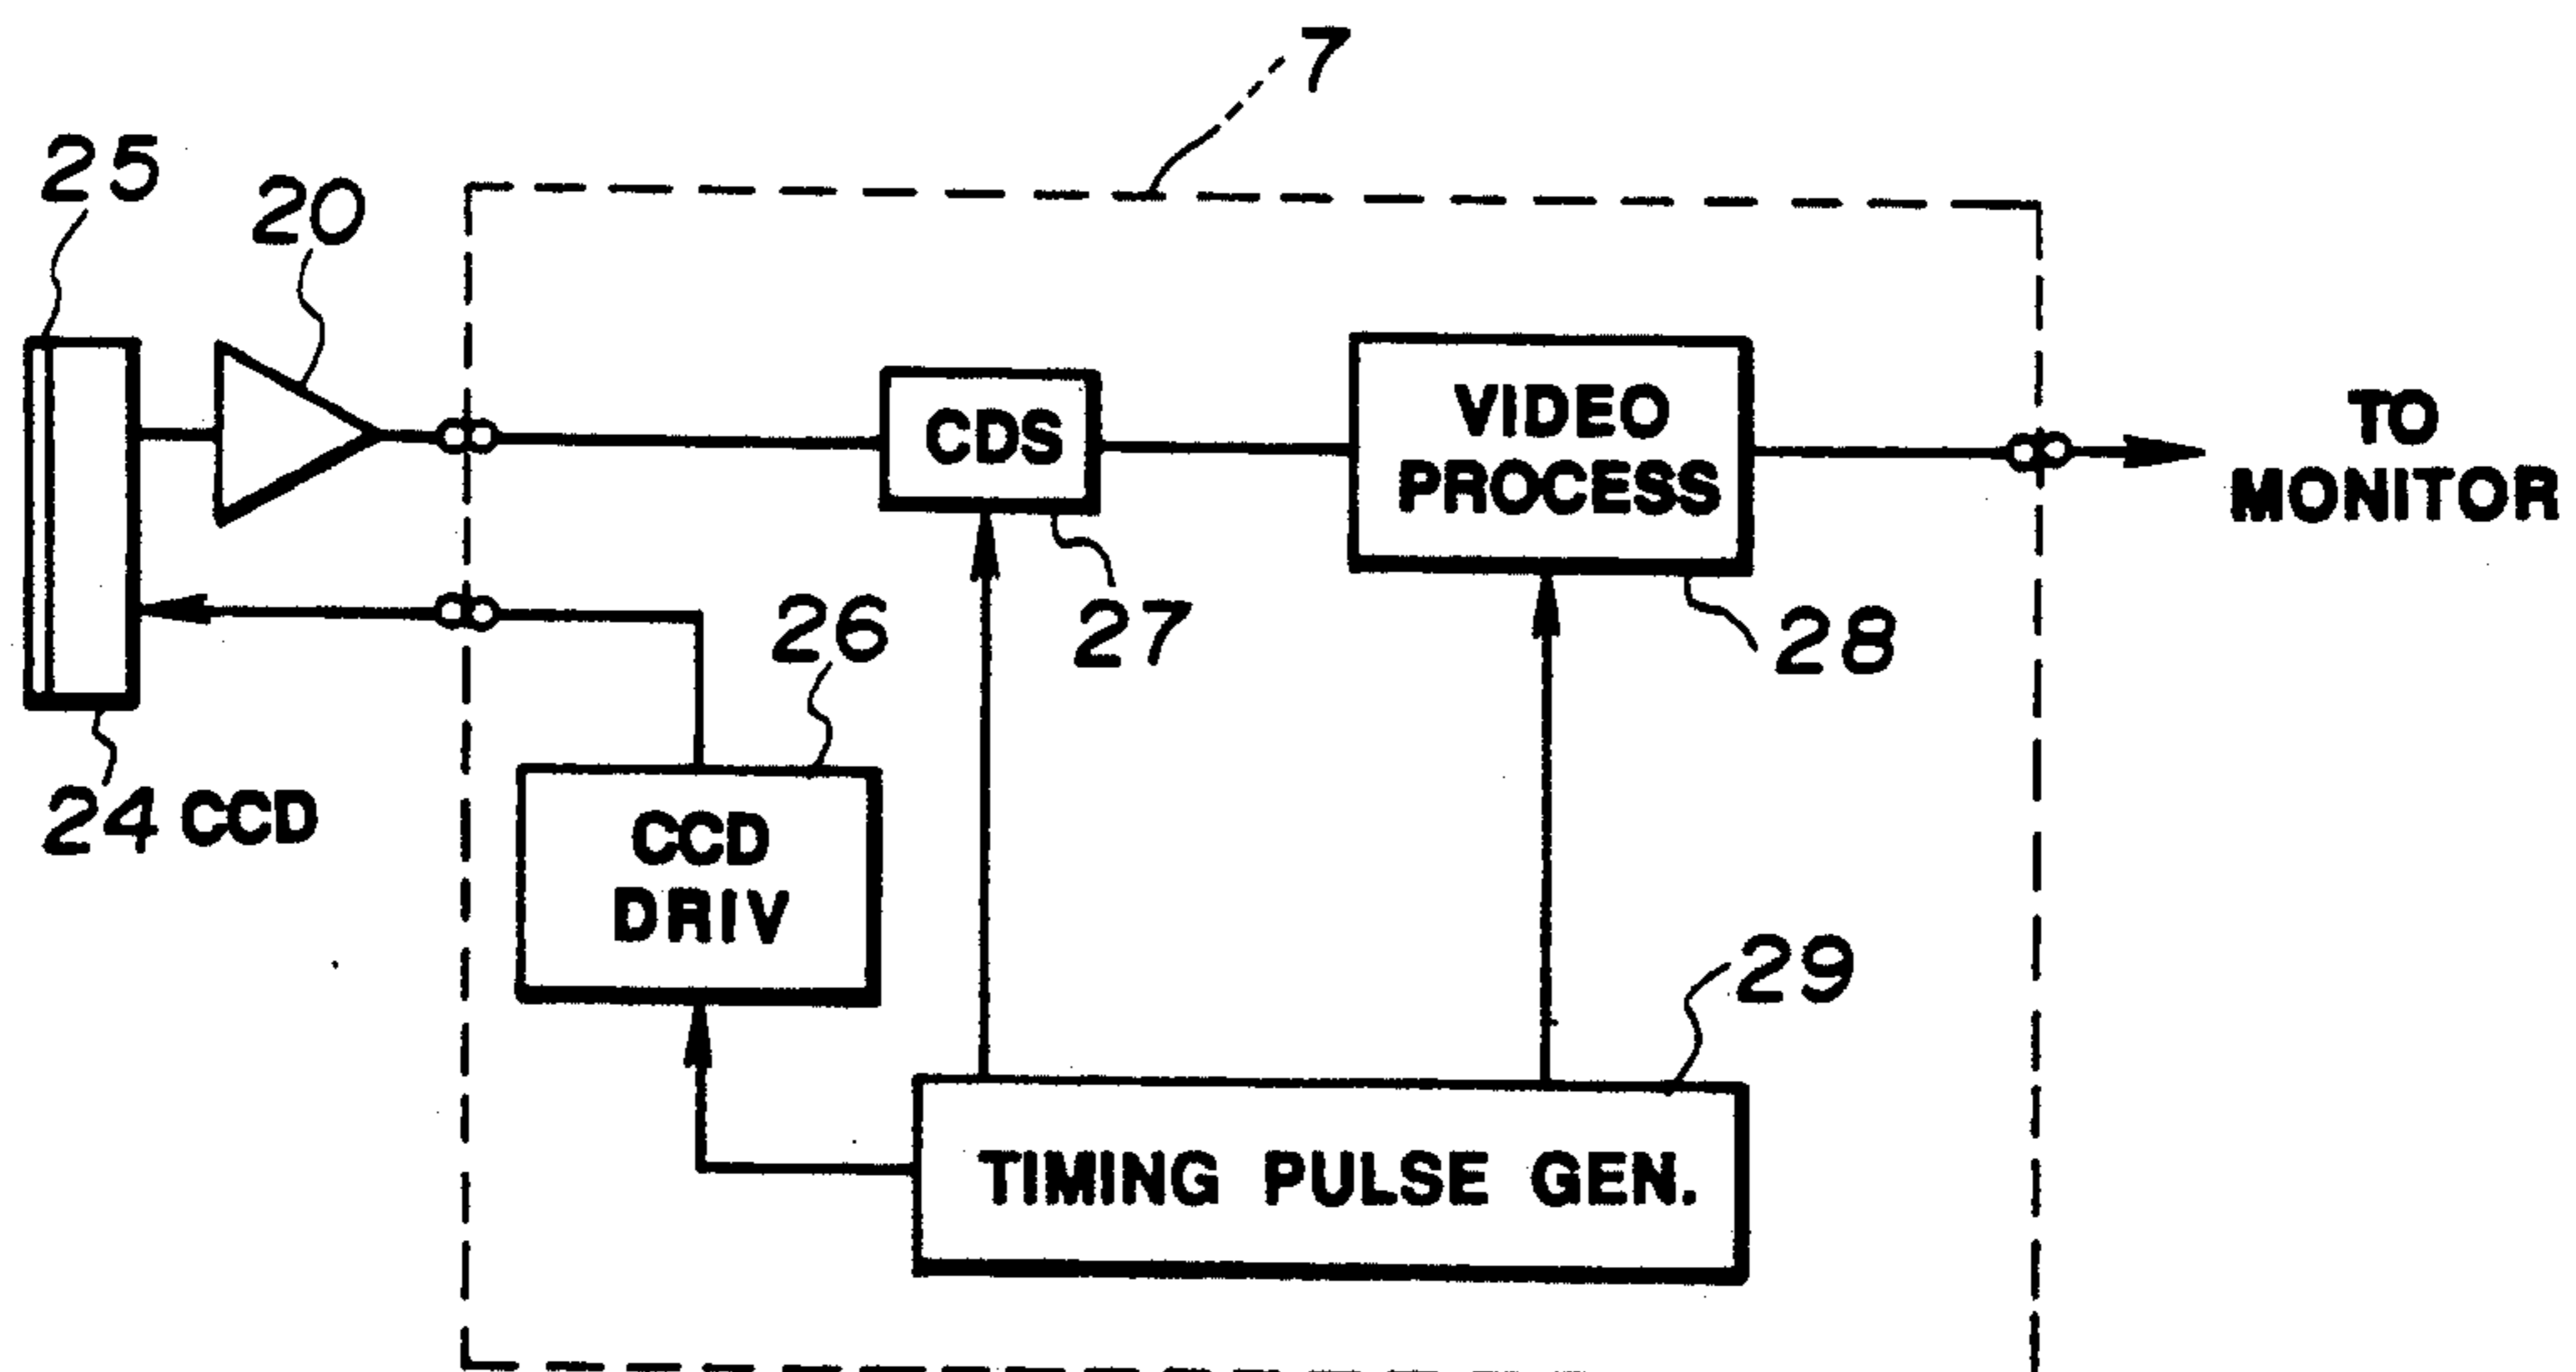 7
25
20
CDS
VIDEO
PROCESS
TO
MONITOR
26
27
28
24 CCD
CCD
DRIV
29
TIMING PULSE GEN.